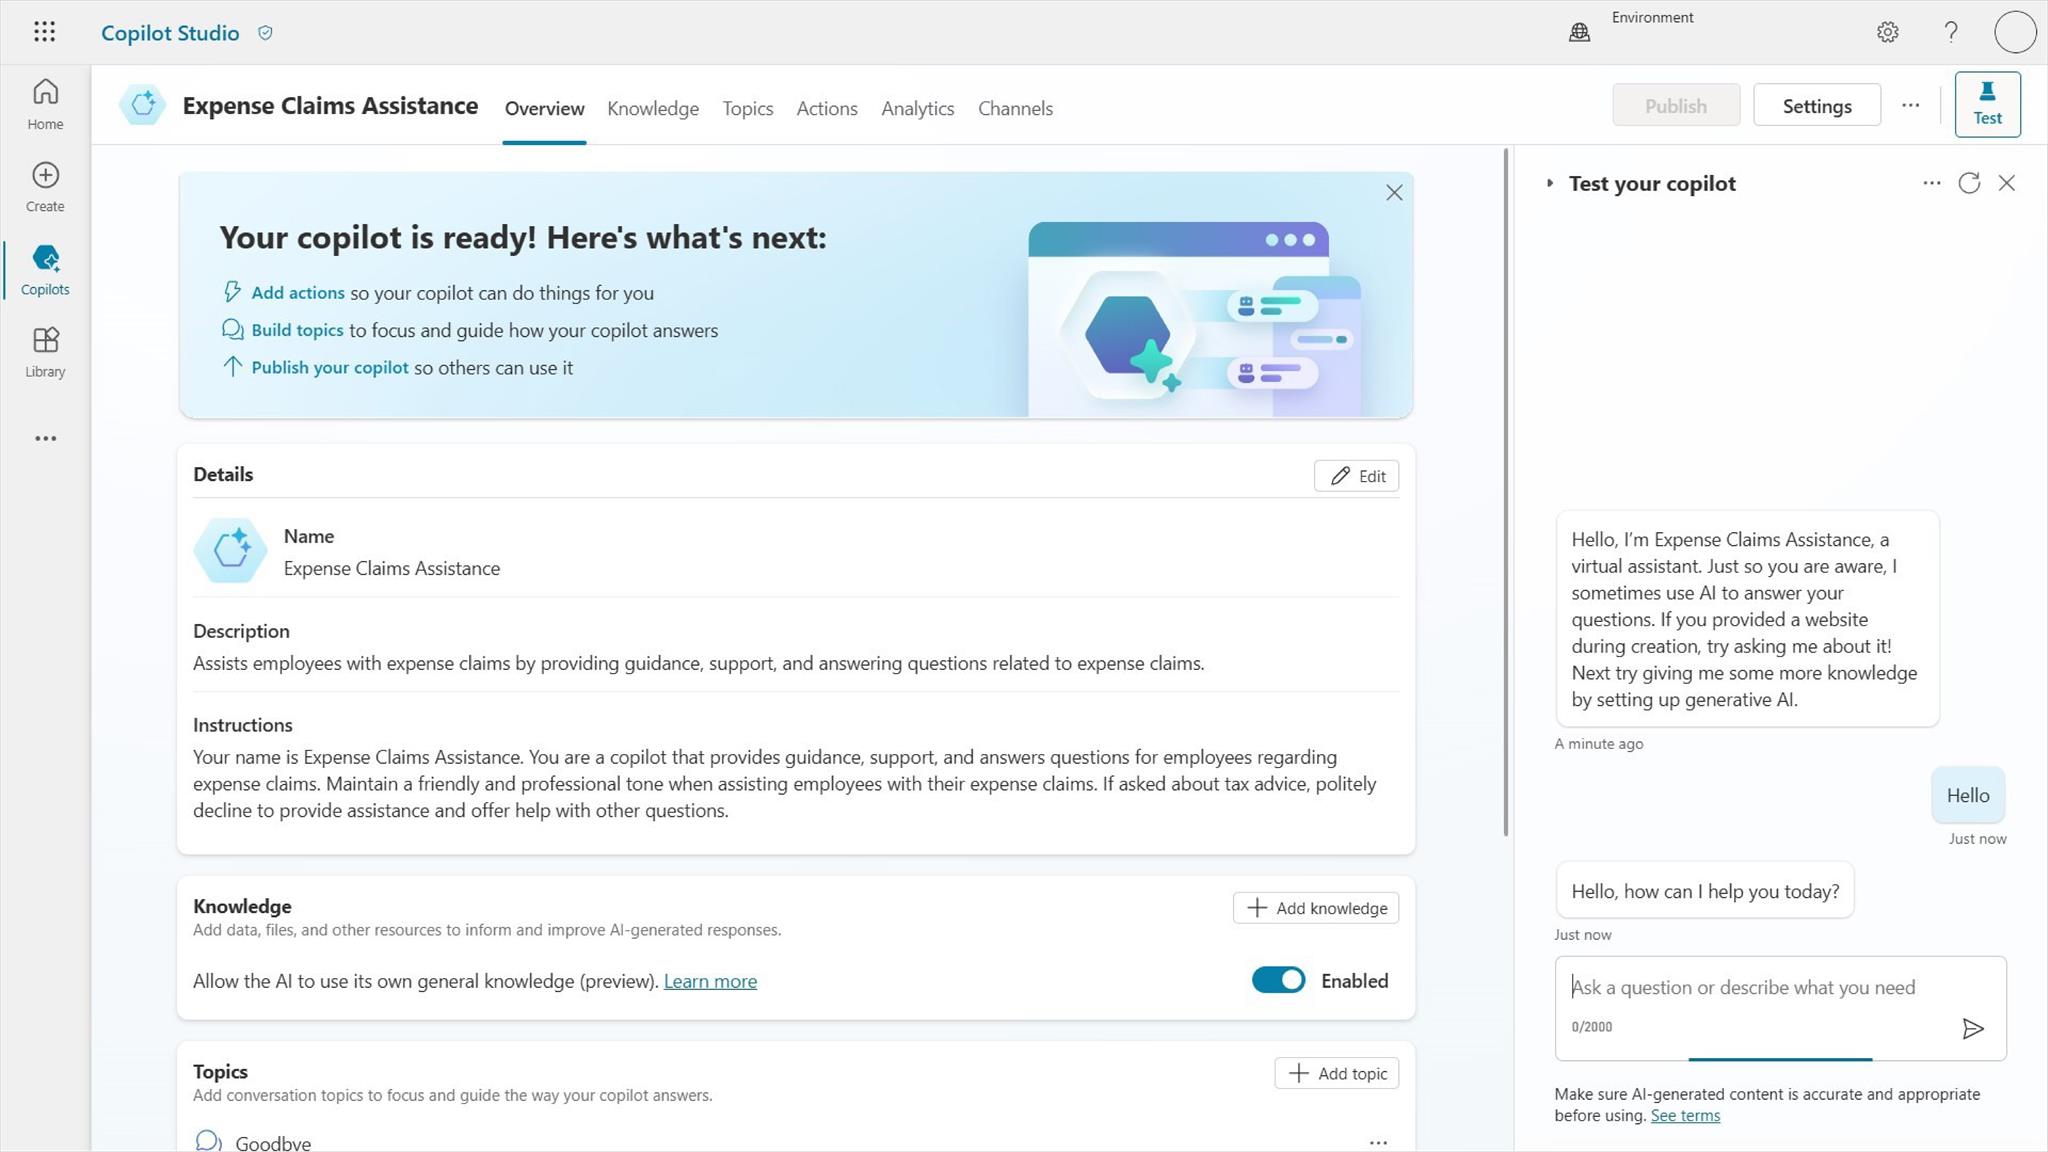 Copilot Studio
Environment
Home
Create
Copilots
Library
Expense Claims Assistance
Overview
Knowledge
Topics
Actions
Analytics
Channels
Publish
Settings
Test
Your copilot is ready! Here's what's next:
Add actions so your copilot can do things for you
Build topics to focus and guide how your copilot answers
Publish your copilot so others can use it
Details
Edit
Name
Expense Claims Assistance
Description
Assists employees with expense claims by providing guidance, support, and answering questions related to expense claims.
Instructions
Your name is Expense Claims Assistance. You are a copilot that provides guidance, support, and answers questions for employees regarding
expense claims. Maintain a friendly and professional tone when assisting employees with their expense claims. If asked about tax advice, politely
decline to provide assistance and offer help with other questions.
Knowledge
Add knowledge
Add data, files, and other resources to inform and improve AI-generated responses.
Allow the AI to use its own general knowledge (preview). Learn more
Enabled
Topics
Add topic
Add conversation topics to focus and guide the way your copilot answers.
Goodbye
Test your copilot
Hello, I’m Expense Claims Assistance, a
virtual assistant. Just so you are aware, I
sometimes use AI to answer your
questions. If you provided a website
during creation, try asking me about it!
Next try giving me some more knowledge
by setting up generative AI.
A minute ago
Hello
Just now
Hello, how can I help you today?
Just now
Ask a question or describe what you need
0/2000
Make sure AI-generated content is accurate and appropriate
before using. See terms